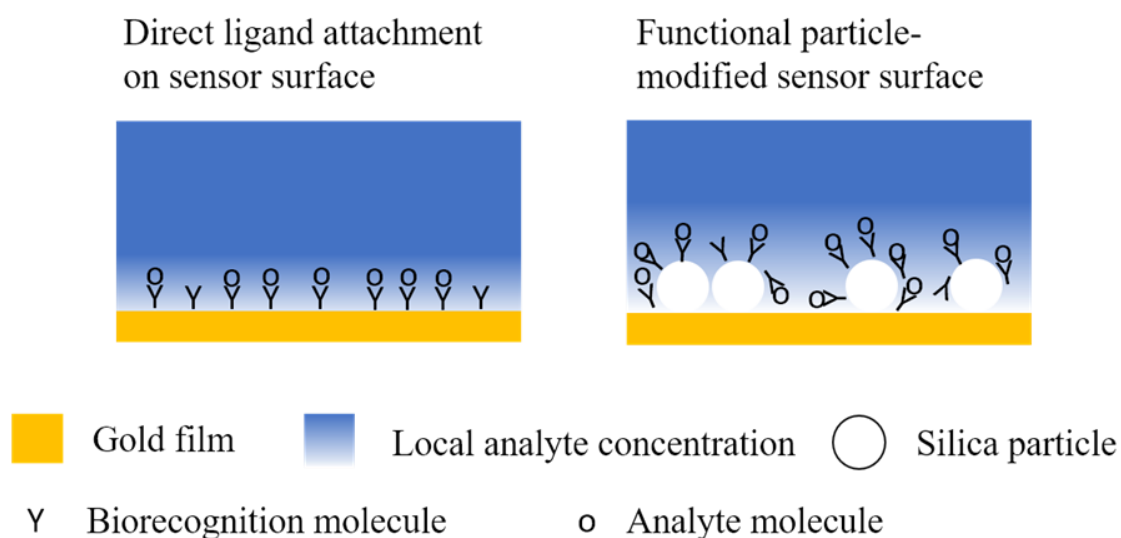 Direct ligand attachment
on sensor surface
Functional particle-
modified sensor surface
Gold film
Local analyte concentration
Silica particle
Y Biorecognition molecule
o Analyte molecule